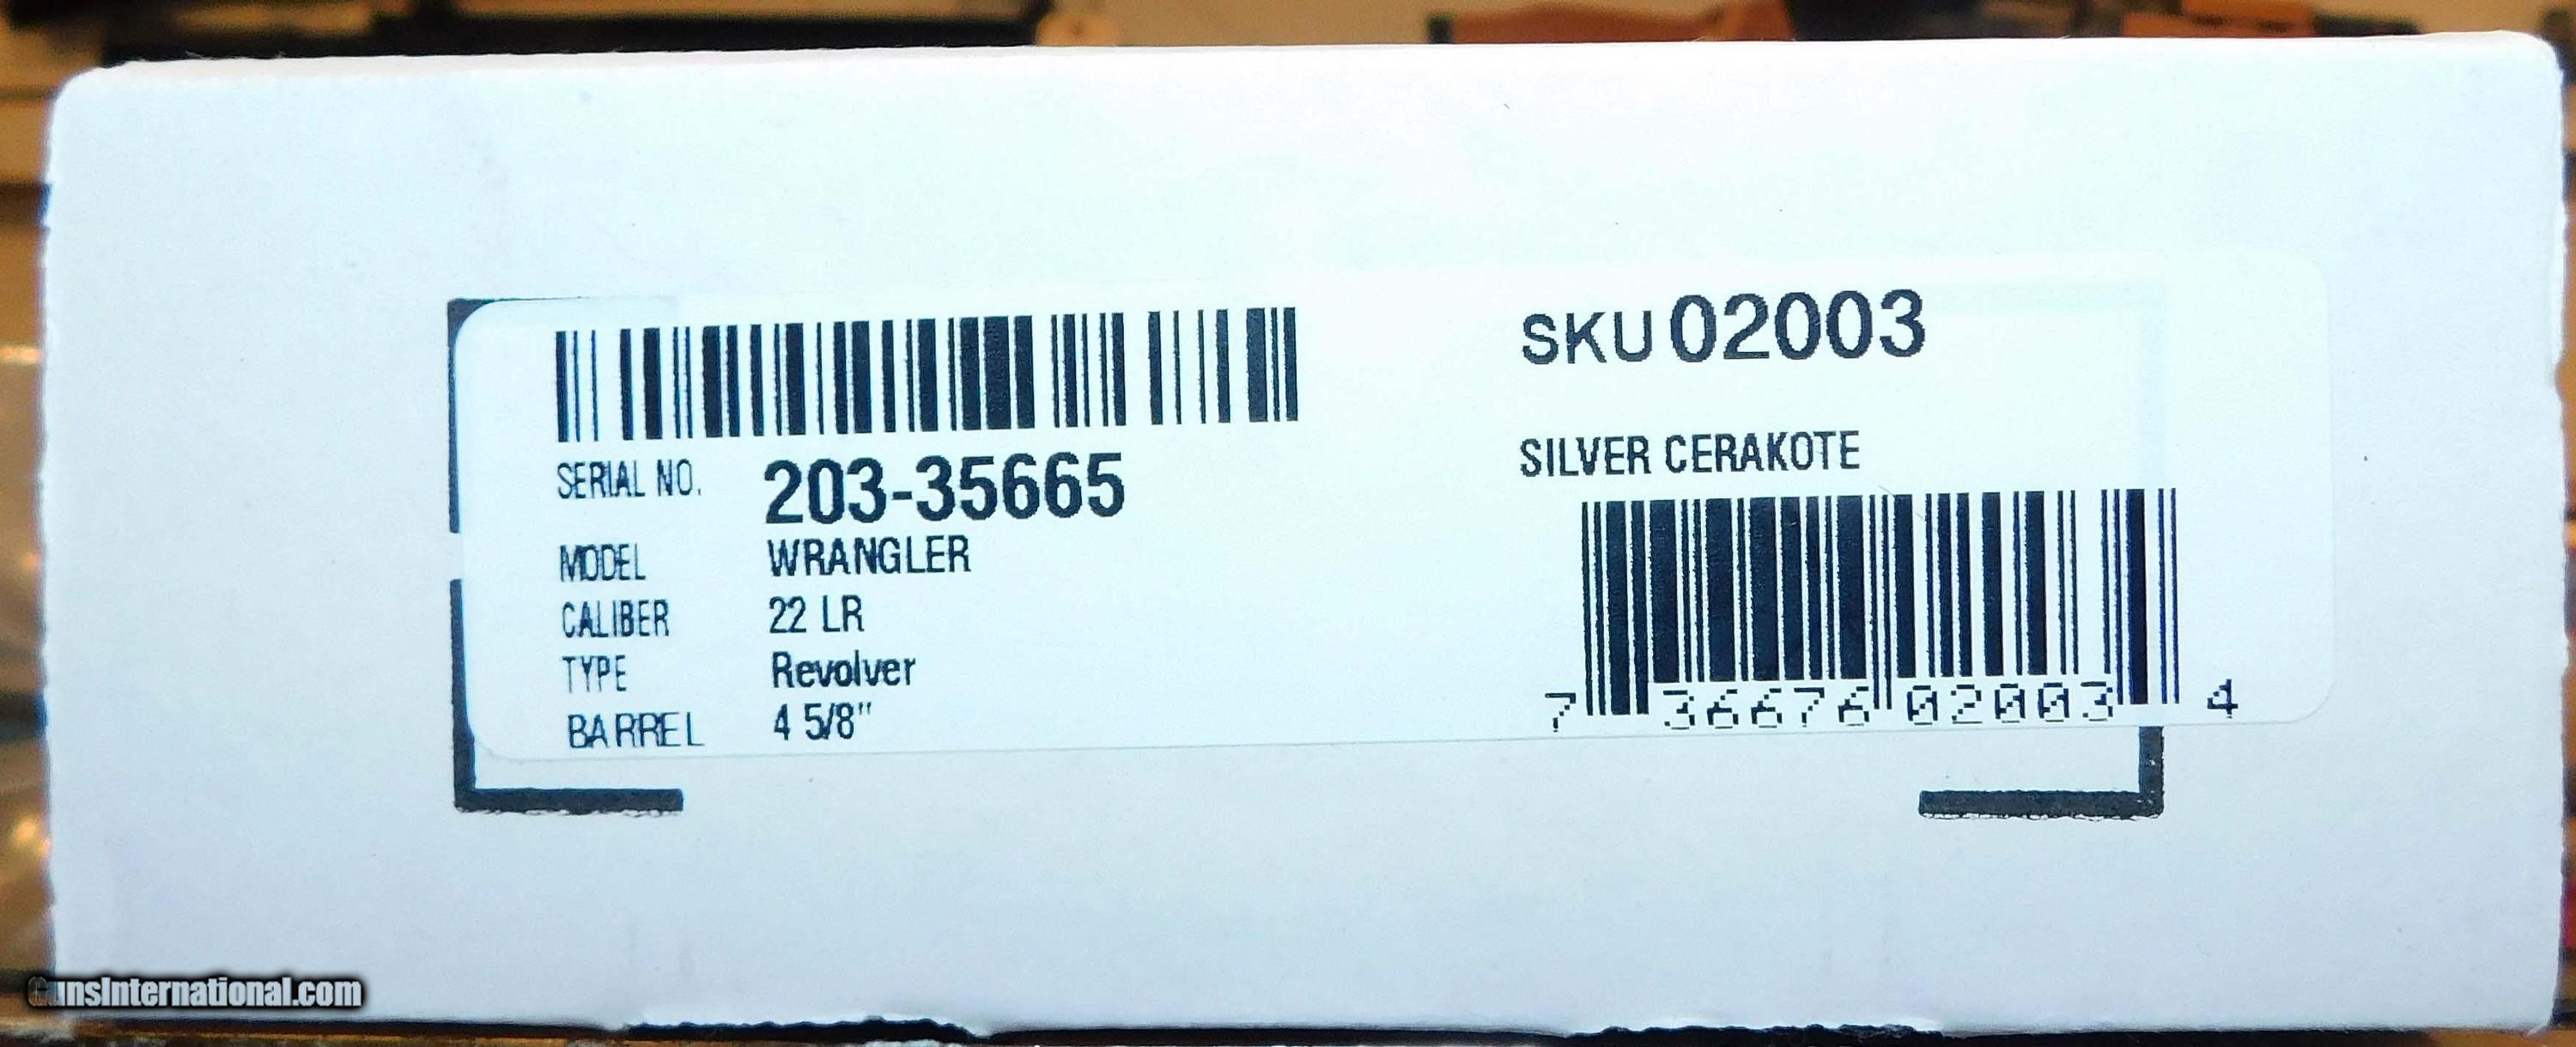 SERIAL NO. 203-35665
MODEL WRANGLER
CALIBER 22 LR
TYPE Revolver
BARREL 4 5/8"
SKU 02003
SILVER CERAKOTE
7 36676 02003 4
GunsInternational.com